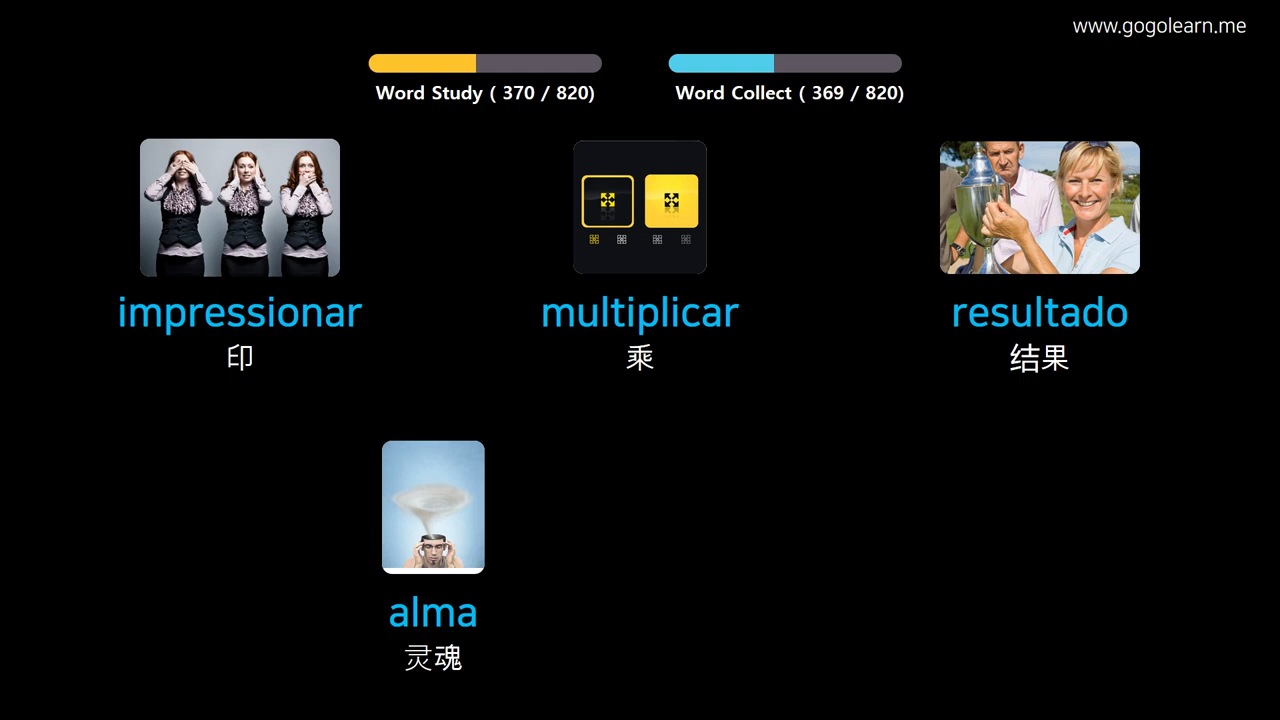 www.gogolearn.me
Word Study ( 370 / 820)
Word Collect ( 369 / 820)
impressionar
印
multiplicar
乘
resultado
结果
alma
灵魂